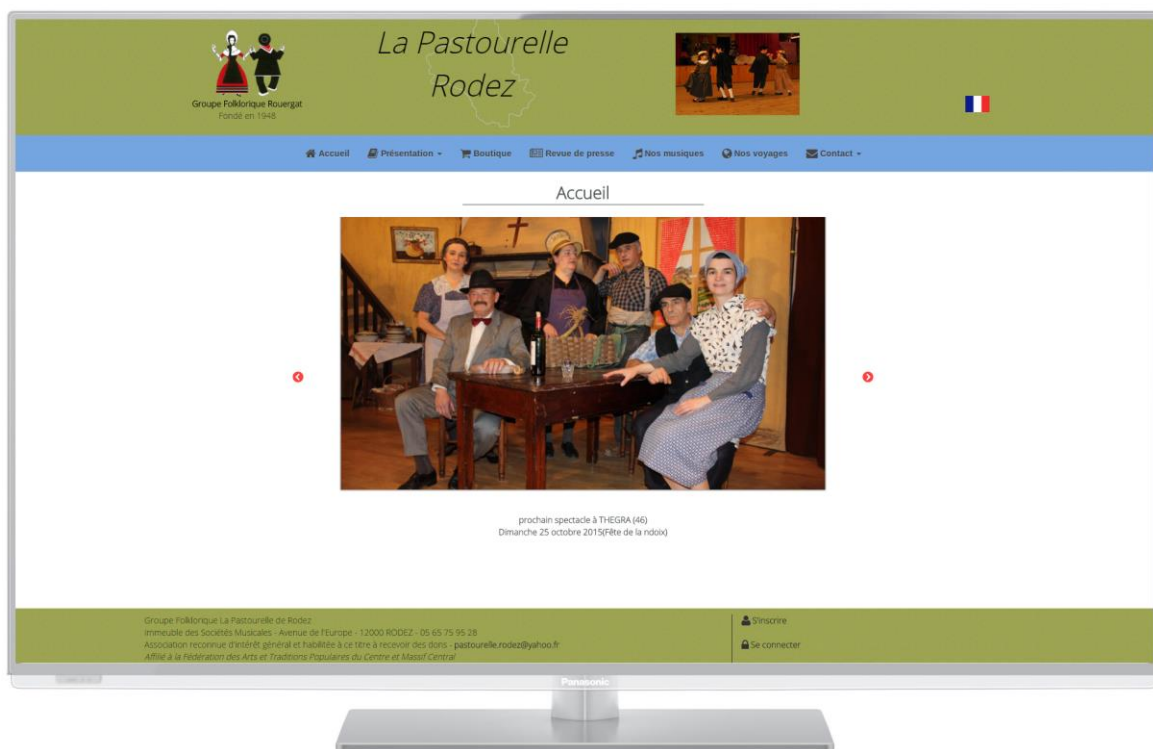 La Pastourelle
Rodez
Groupe Folklorique Rouergat
Fondé en 1948
Accueil Présentation Boutique Revue de presse Nos musiques Nos voyages Contact
Accueil
prochain spectacle à THEGRA (46)
Dimanche 25 octobre 2015(Fête de la ndoix)
Groupe Folklorique La Pastourelle de Rodez
Immeuble des Sociétés Musicales - Avenue de l'Europe - 12000 RODEZ - 05 65 75 95 28
Association reconnue d'intérêt général et habilitée à ce titre à recevoir des dons - pastourelle.rodez@yahoo.fr
Affilié à la Fédération des Arts et Traditions Populaires du Centre et Massif Central
S'inscrire
Se connecter
Panasonic